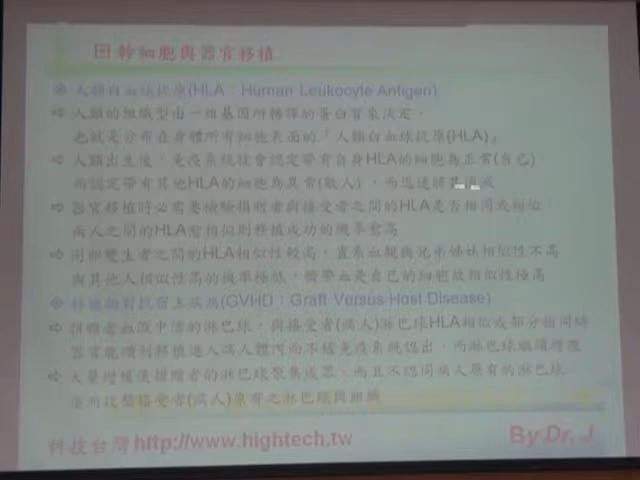 幹細胞與器官移植
人類白血球抗原(HLA：Human Leukocyte Antigen)
人類的組織型由一組基因所轉譯的蛋白質來決定，
也就是分布在身體所有細胞表面的「人類白血球抗原(HLA)」
人類出生後，免疫系統就會認定帶有自身HLA的細胞為正常(自己)
而認定帶有其他HLA的細胞為異常(敵人)，而迅速將其消滅
器官移植時必需要檢驗捐贈者與接受者之間的HLA是否相同或相似
兩人之間的HLA愈相似則移植成功的機率愈高
同卵雙生者之間的HLA相似性較高，直系血親與兄弟姊妹相似性不高
與其他人相似性高的機率極低，臍帶血是自己的細胞故相似性極高
移植物對抗宿主疾病(GVHD：Graft Versus Host Disease)
捐贈者血液中的淋巴球，與接受者(病人)淋巴球HLA相似或部分相同時
器官能順利移植進入病人體內而不被免疫系統認出，而淋巴球繼續增殖
大量增殖後捐贈者的淋巴球聚集成群，而且不認同病人原有的淋巴球
進而攻擊接受者(病人)原有之淋巴球與組織
科技台灣http://www.hightech.tw
By Dr. J